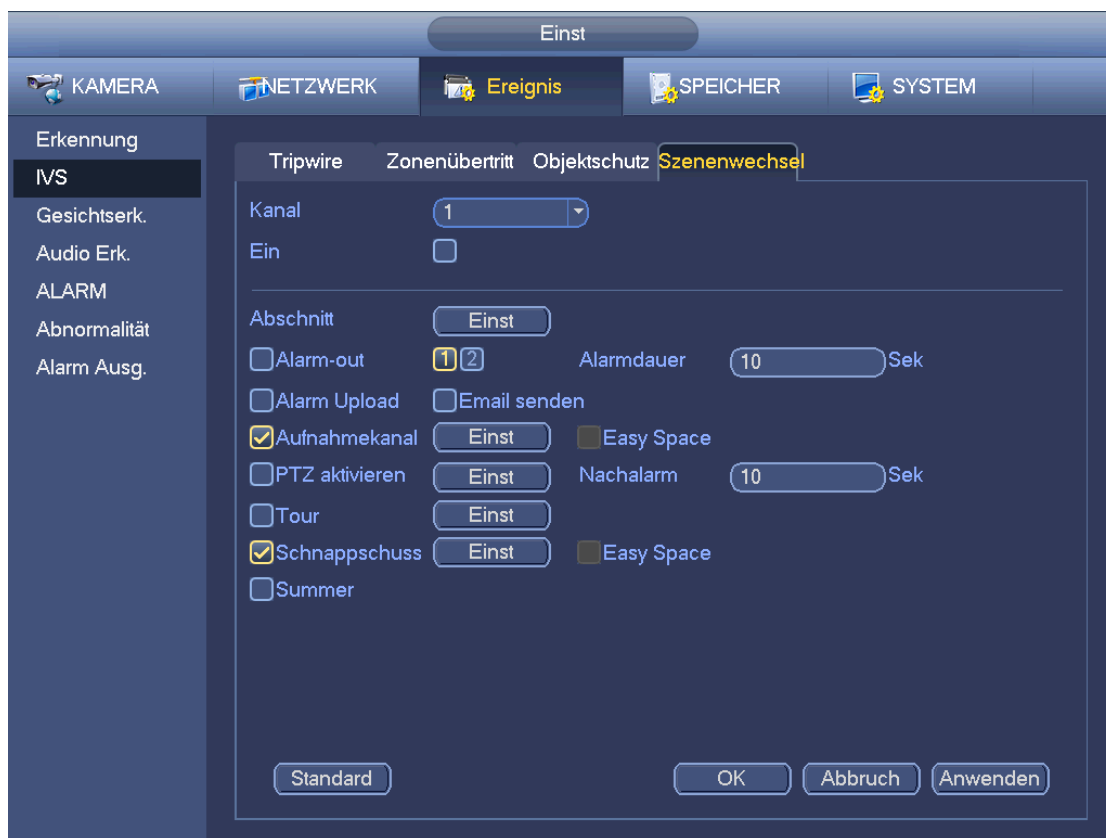 Einst
KAMERA NETZWERK Ereignis SPEICHER SYSTEM
Erkennung
IVS
Gesichtserk.
Audio Erk.
ALARM
Abnormalität
Alarm Ausg.
Tripwire Zonenübertritt Objektschutz Szenenwechsel
Kanal 1
Ein
Abschnitt Einst
Alarm-out 1 2 Alarmdauer 10 Sek
Alarm Upload Email senden
Aufnahmekanal Einst Easy Space
PTZ aktivieren Einst Nachalarm 10 Sek
Tour Einst
Schnappschuss Einst Easy Space
Summer
Standard OK Abbruch Anwenden